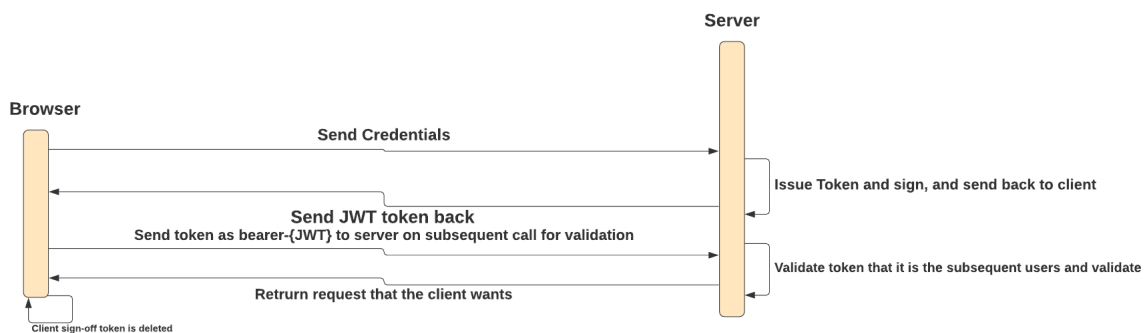 Server
Browser
Send Credentials
Issue Token and sign, and send back to client
Send JWT token back
Send token as bearer-{JWT} to server on subsequent call for validation
Validate token that it is the subsequent users and validate
Retrurn request that the client wants
Client sign-off token is deleted